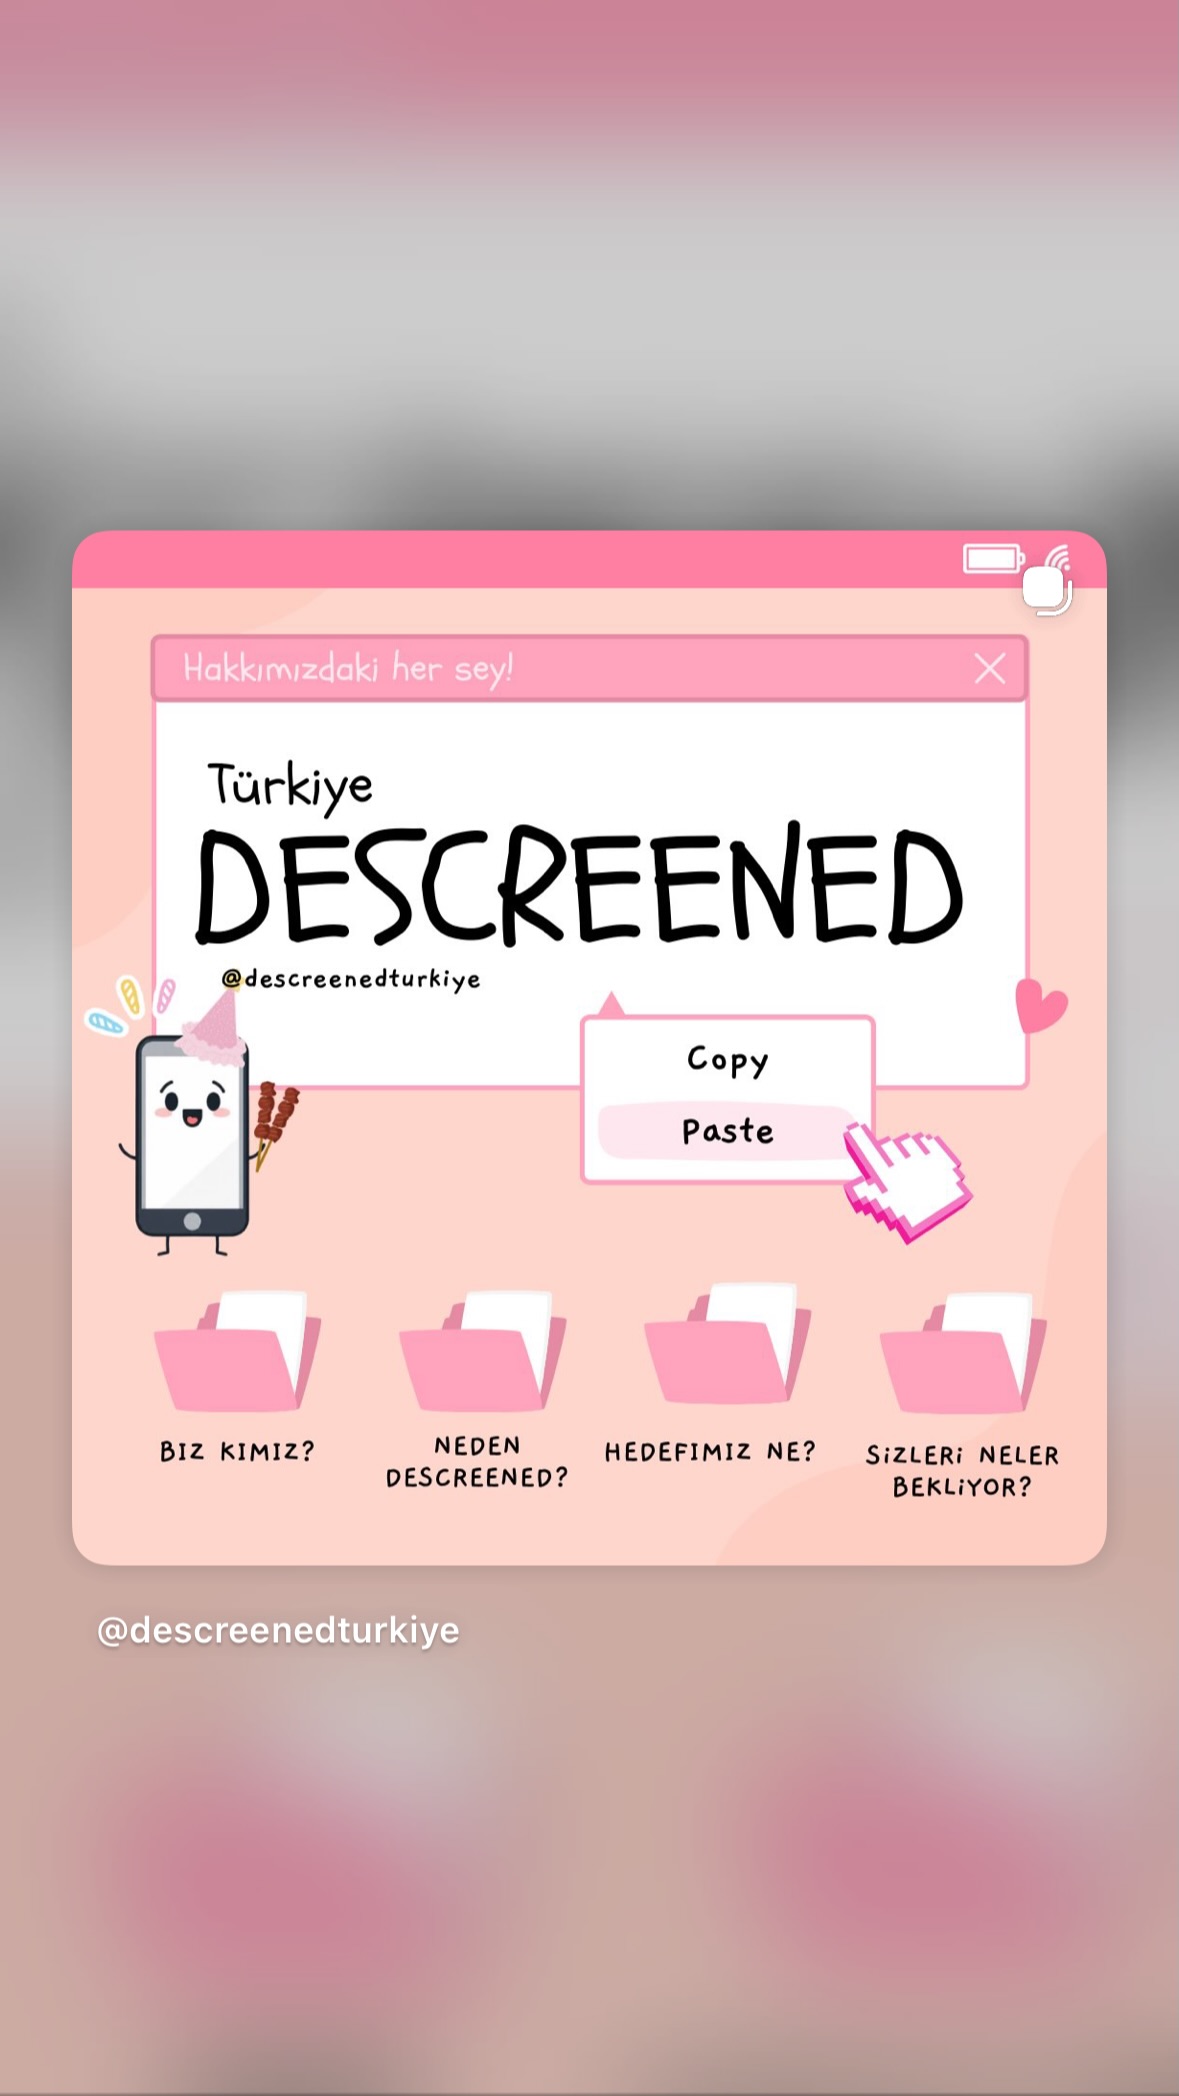 Hakkımızdaki her sey!
Türkiye
DESCREENED
@descreenedturkiye
Copy
Paste
BIZ KIMIZ?
NEDEN
DESCREENED?
HEDEFIMIZ NE?
SiZLERi NELER
BEKLiYOR?
@descreenedturkiye